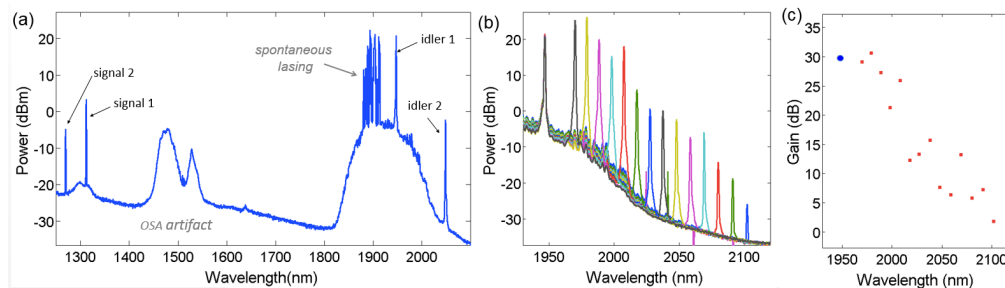 (a)
20
10
0
-10
-20
-30
Power (dBm)
signal 2
signal 1
spontaneous
lasing
idler 1
idler 2
OSA artifact
1300 1400 1500 1600 1700 1800 1900 2000
Wavelength(nm)
(b)
20
10
0
-10
-20
-30
Power (dBm)
1950 2000 2050 2100
Wavelength (nm)
(c)
35
30
25
20
15
10
5
0
Gain (dB)
1950 2000 2050 2100
Wavelength (nm)